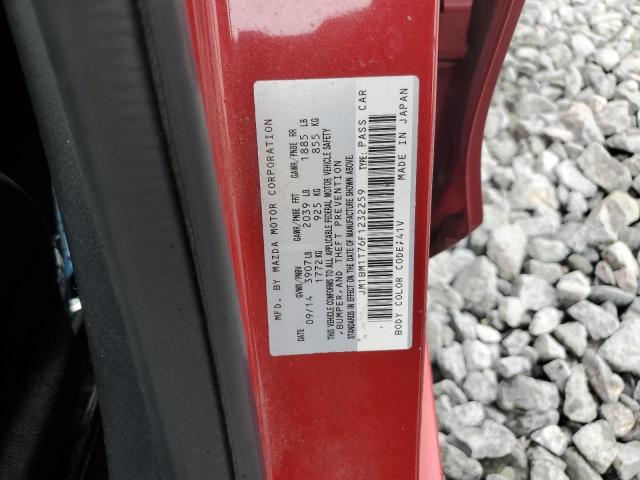 MFD. BY MAZDA MOTOR CORPORATION
DATE GVWR/PNBV GAWR/PNBE FRT GAWR/PNBE RR
09/14 3907LB 2039 LB 1885 LB
1772KG 925 KG 855 KG
THIS VEHICLE CONFORMS TO ALL APPLICABLE FEDERAL MOTOR VEHICLE SAFETY
,BUMPER,AND THEFT PREVENTION
STANDARDS IN EFFECT ON THE DATE OF MANUFACTURE SHOWN ABOVE.
JM1BM1T76F1232259 TYPE: PASS CAR
BODY COLOR CODE;41V MADE IN JAPAN